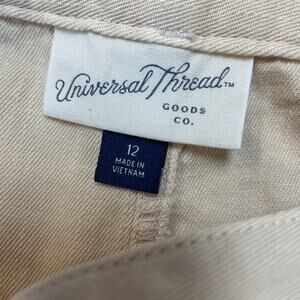 Universal Thread™
GOODS
CO.
12
MADE IN
VIETNAM